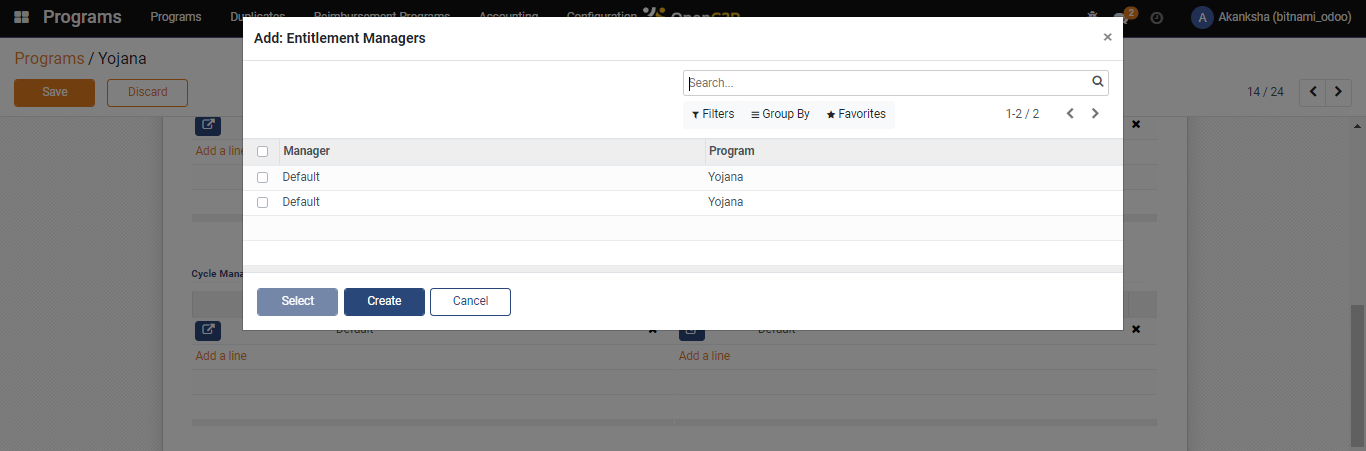 Programs Programs Duplicates Reimbursement Programs Accounting Configuration OpenG2P 2 A Akanksha (bitnami_odoo)
Add: Entitlement Managers ×
Programs / Yojana
Search...
Save Discard 14 / 24
Filters Group By Favorites 1-2 / 2
Add a line
Manager Program
Default Yojana
Default Yojana
Cycle Mana
Select Create Cancel
Default Default
Add a line Add a line